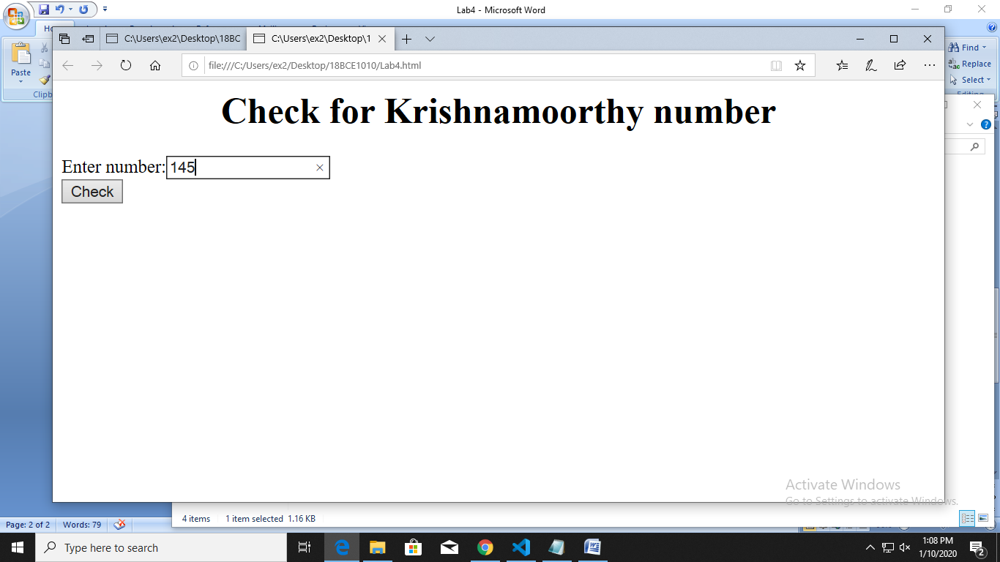 Lab4 - Microsoft Word
C:\Users\ex2\Desktop\18BC
C:\Users\ex2\Desktop\1
file:///C:/Users/ex2/Desktop/18BCE1010/Lab4.html
Paste
Find
Replace
Select
Check for Krishnamoorthy number
Enter number:145
Check
Activate Windows
Go to Settings to activate Windows.
4 items 1 item selected 1.16 KB
Page: 2 of 2 Words: 79
Type here to search
1:08 PM
1/10/2020
2